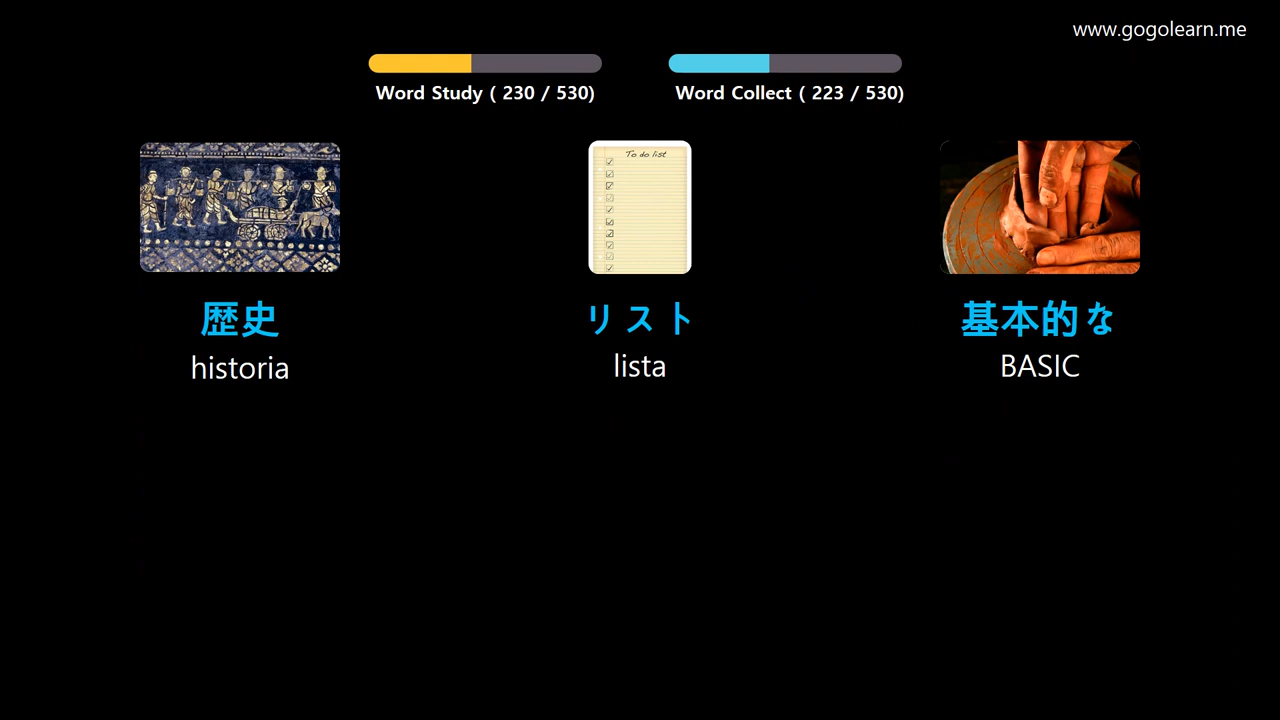 www.gogolearn.me
Word Study ( 230 / 530)
Word Collect ( 223 / 530)
To do list
歴史
リスト
基本的な
historia
lista
BASIC